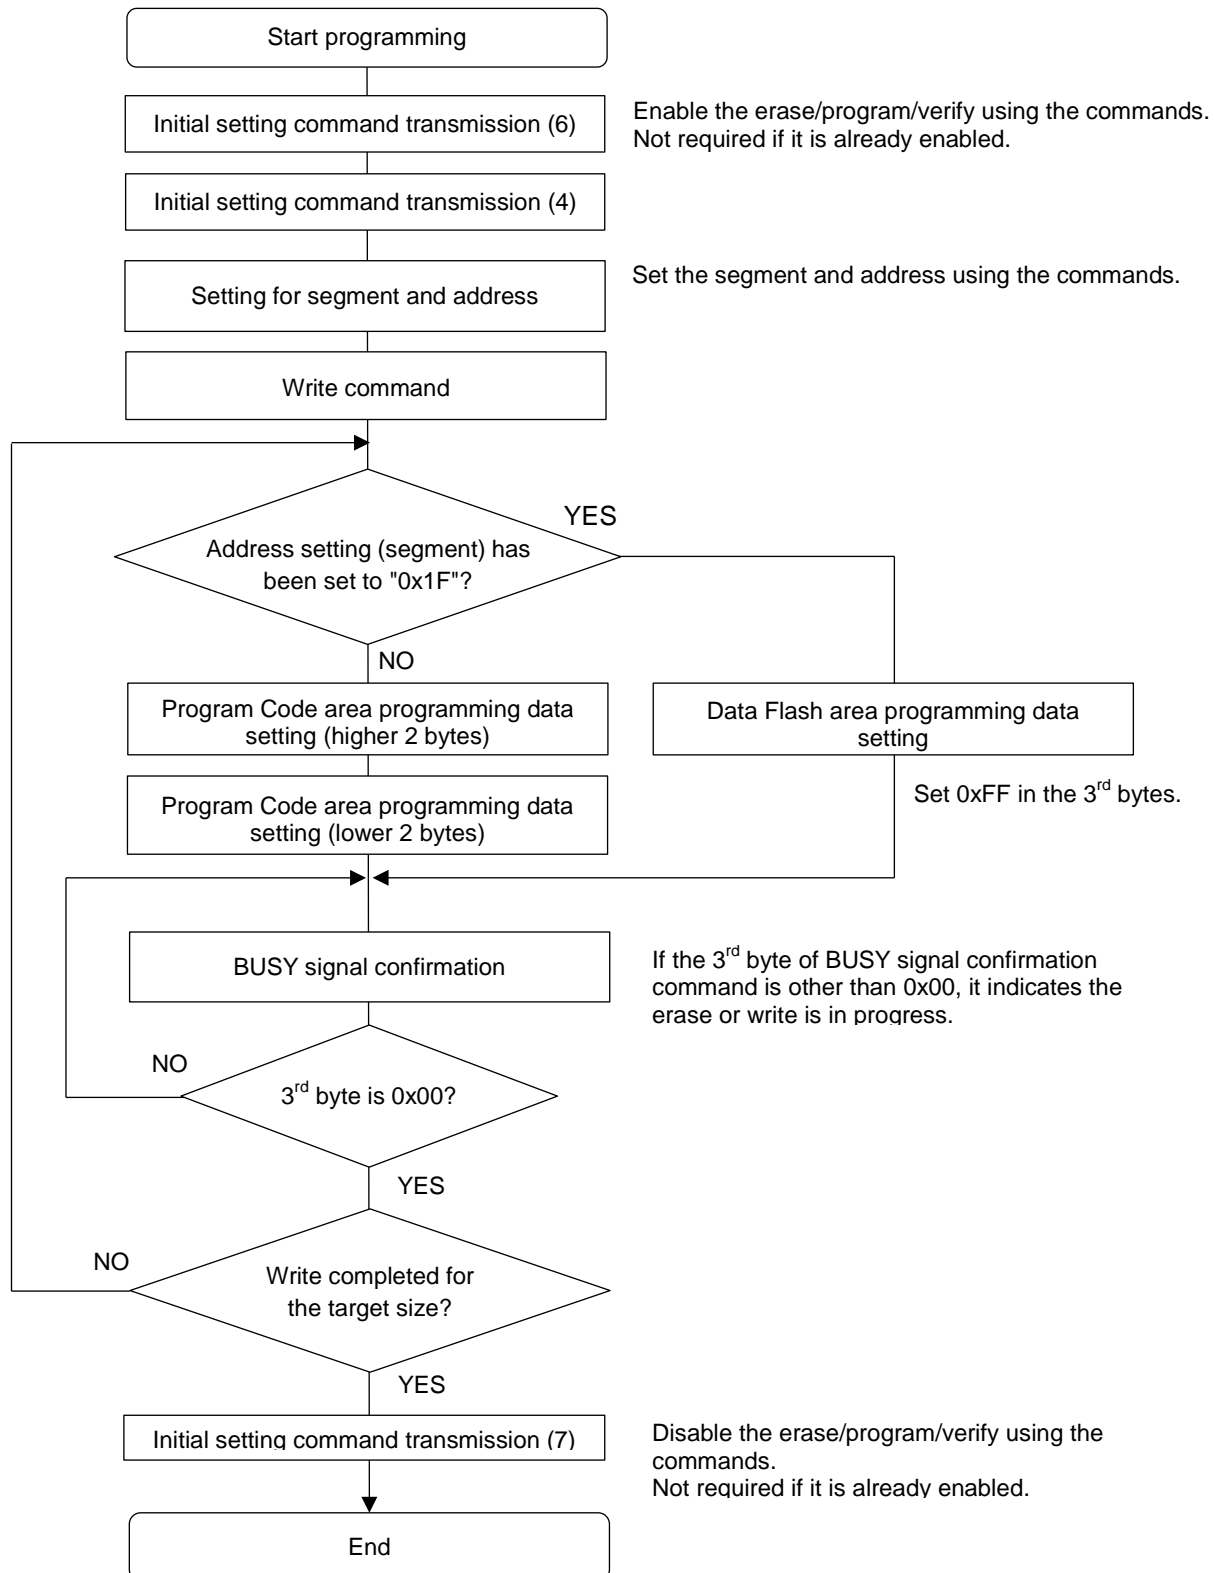 Start programming
Initial setting command transmission (6)
Enable the erase/program/verify using the commands.
Not required if it is already enabled.
Initial setting command transmission (4)
Setting for segment and address
Set the segment and address using the commands.
Write command
YES
Address setting (segment) has
been set to "0x1F"?
NO
Program Code area programming data
setting (higher 2 bytes)
Data Flash area programming data
setting
Program Code area programming data
setting (lower 2 bytes)
Set 0xFF in the 3rd bytes.
BUSY signal confirmation
If the 3rd byte of BUSY signal confirmation
command is other than 0x00, it indicates the
erase or write is in progress.
NO
3rd byte is 0x00?
YES
NO
Write completed for
the target size?
YES
Initial setting command transmission (7)
Disable the erase/program/verify using the
commands.
Not required if it is already enabled.
End